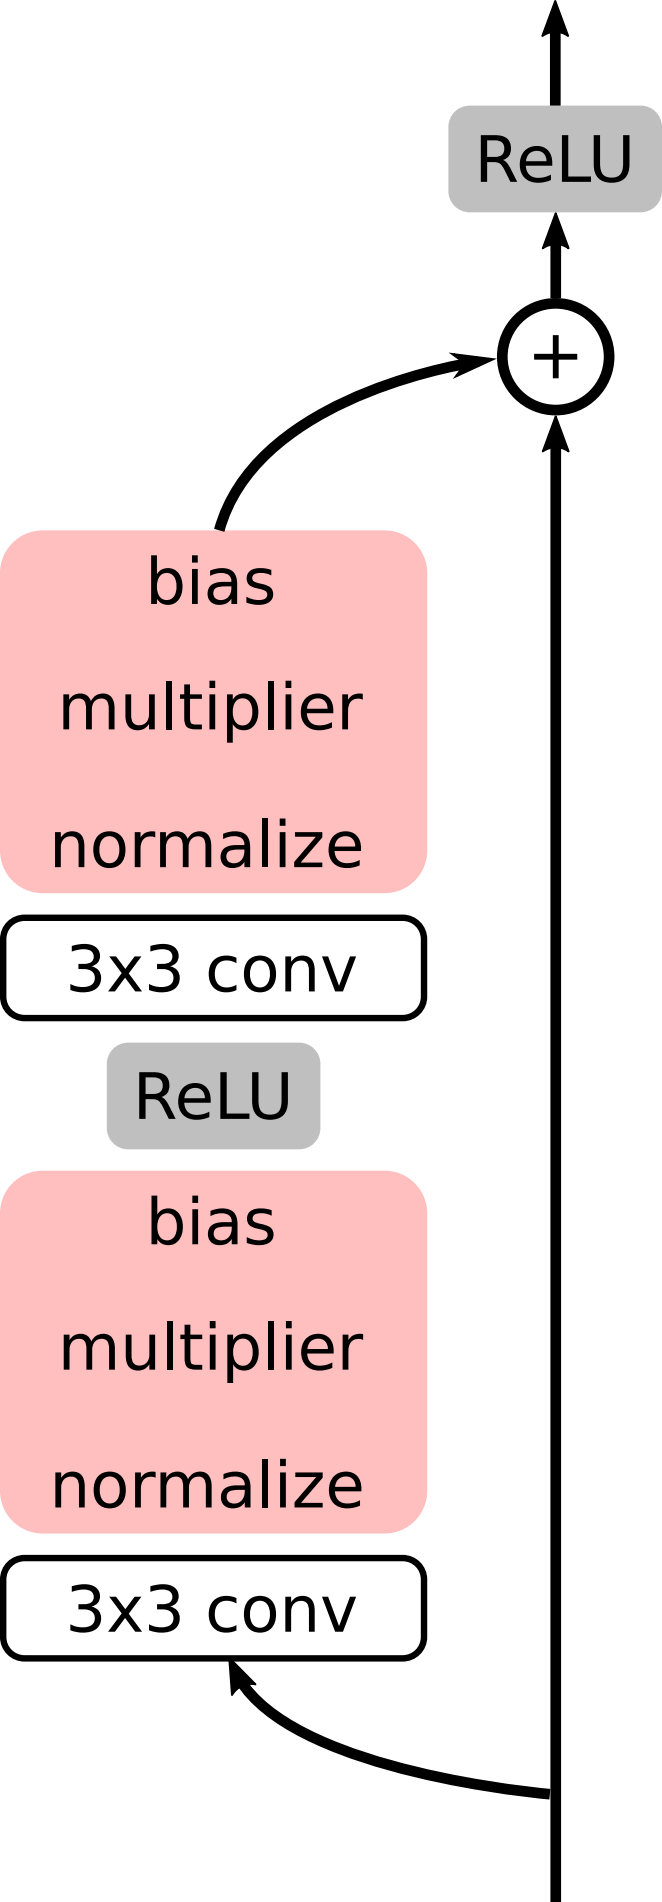 ReLU
+
bias
multiplier
normalize
3x3 conv
ReLU
bias
multiplier
normalize
3x3 conv